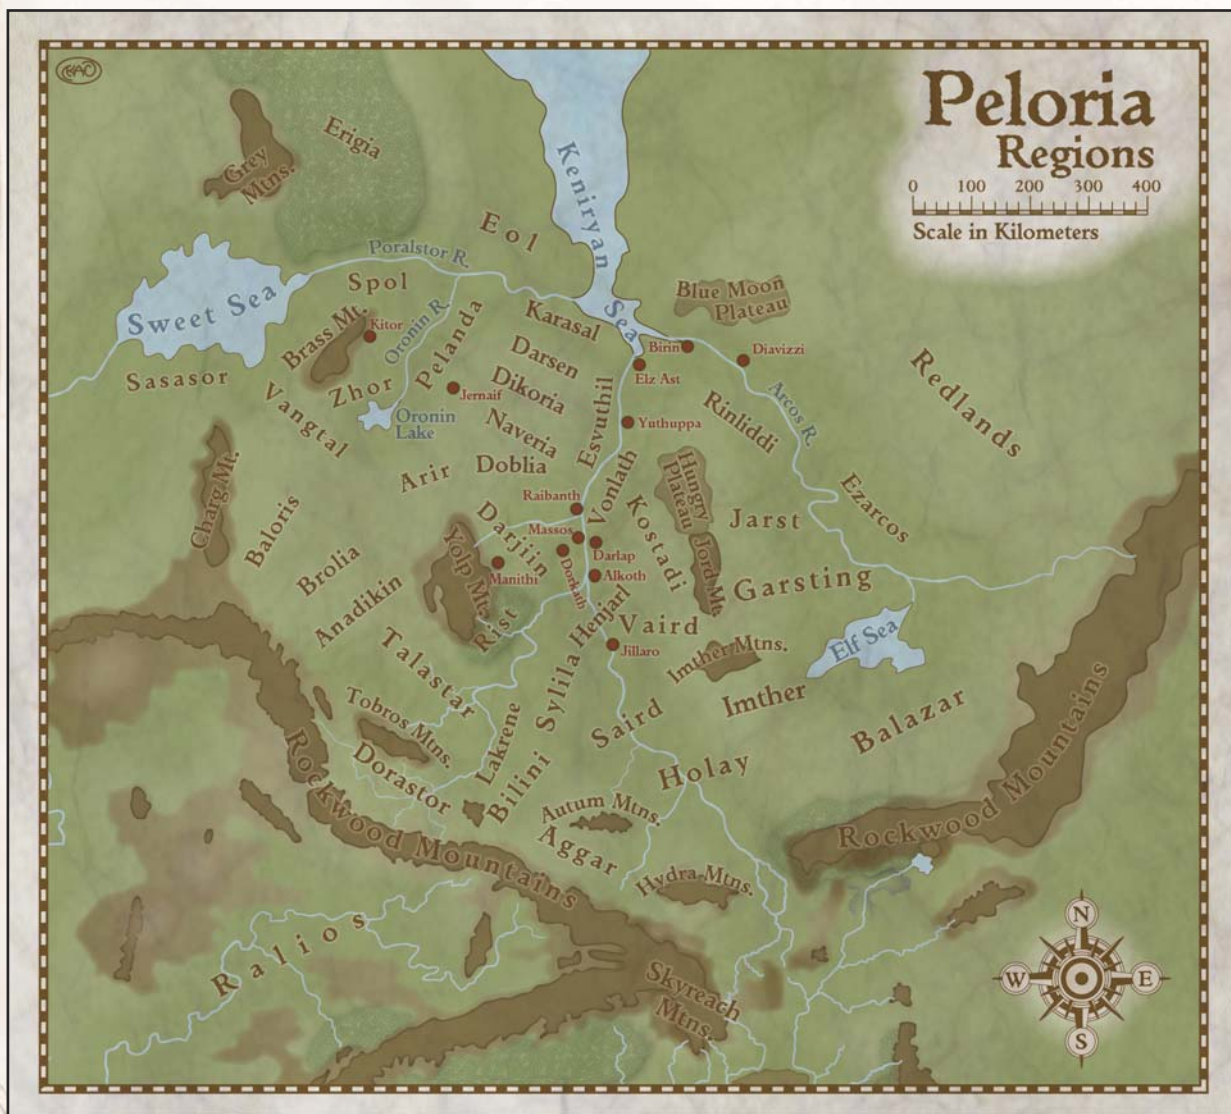 Peloria
Regions
0 100 200 300 400
Scale in Kilometers
HAC
Erigia
Grey
Mtns.
Keniryan
Sea
Eol
Poralstor R.
Spol
Sweet Sea
Blue Moon
Plateau
Karasal
Kitor
Brass Mt.
Oronin R.
Pelanda
Birin
Diavizzi
Darsen
Elz Ast
Sasasor
Zhor
Dikoria
Jernaif
Redlands
Vangtal
Oronin
Lake
Naveria
Esvuthil
Yuthuppa
Rinliddi
Arcos R.
Charg Mt.
Arir
Doblia
Vonlath
Hungry
Plateau
Ezarcos
Raibanth
Baloris
Darjiin
Massos
Kostadi
Jarst
Yolp Mt.
Darlap
Brolia
Manithi
Dorkath
Alkoth
Jord Mt.
Garsting
Anadikin
Rist
Henjarl
Vaird
Elf Sea
Talastar
Jillaro
Imther Mtns.
Sylila
Imther
Tobros Mtns.
Lakrene
Saird
Balazar
Dorastor
Bilini
Holay
Rockwood Mountains
Autum Mtns.
Rockwood Mountains
Aggar
Hydra Mtns.
Ralios
Skyreach
Mtns.
N
W E
S